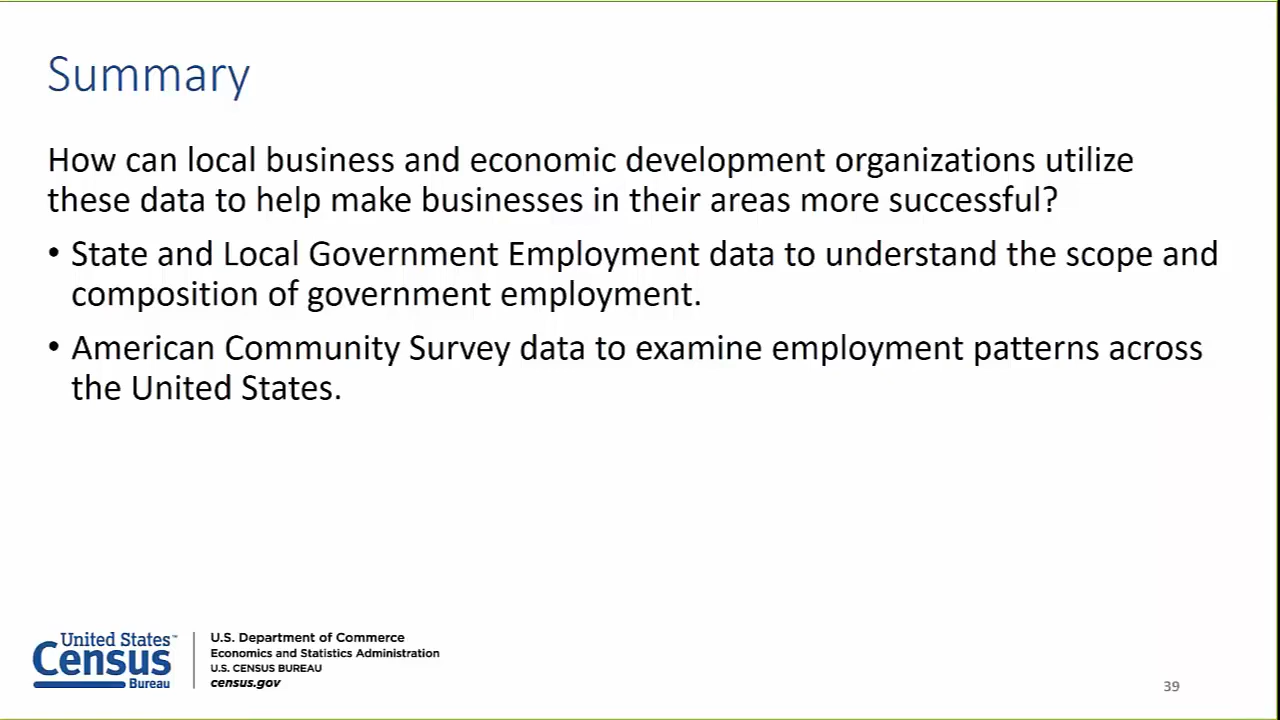 Summary
How can local business and economic development organizations utilize
these data to help make businesses in their areas more successful?
• State and Local Government Employment data to understand the scope and
composition of government employment.
• American Community Survey data to examine employment patterns across
the United States.
United States™
Census
Bureau
U.S. Department of Commerce
Economics and Statistics Administration
U.S. CENSUS BUREAU
census.gov
39